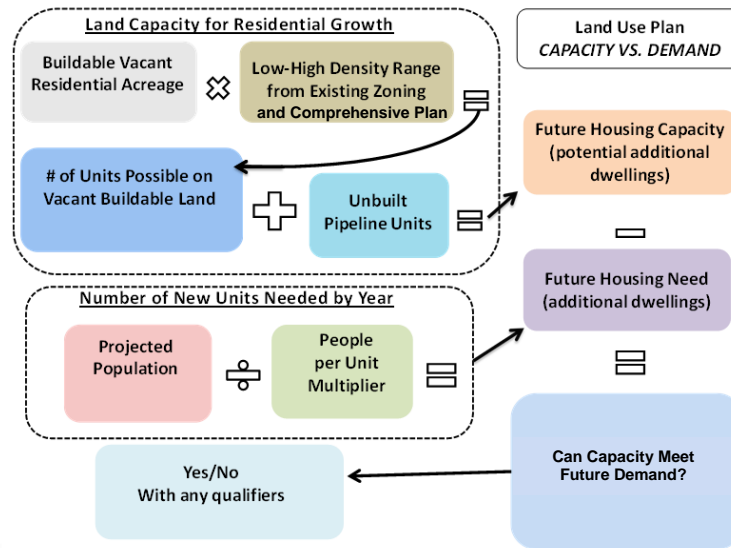 Land Capacity for Residential Growth
Buildable Vacant
Residential Acreage
Low-High Density Range
from Existing Zoning
and Comprehensive Plan
# of Units Possible on
Vacant Buildable Land
Unbuilt
Pipeline Units
Land Use Plan
CAPACITY VS. DEMAND
Future Housing Capacity
(potential additional
dwellings)
Future Housing Need
(additional dwellings)
Number of New Units Needed by Year
Projected
Population
People
per Unit
Multiplier
Can Capacity Meet
Future Demand?
Yes/No
With any qualifiers